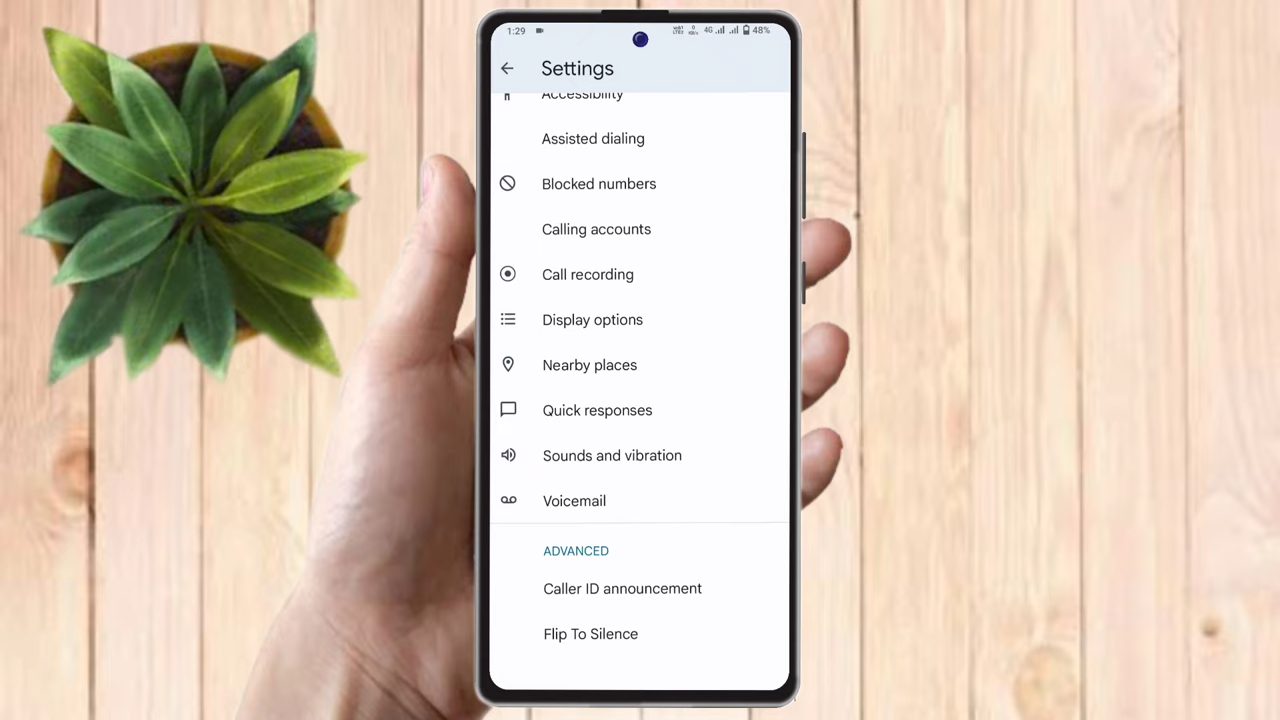 1:29
4G 48%
Settings
Accessibility
Assisted dialing
Blocked numbers
Calling accounts
Call recording
Display options
Nearby places
Quick responses
Sounds and vibration
Voicemail
ADVANCED
Caller ID announcement
Flip To Silence